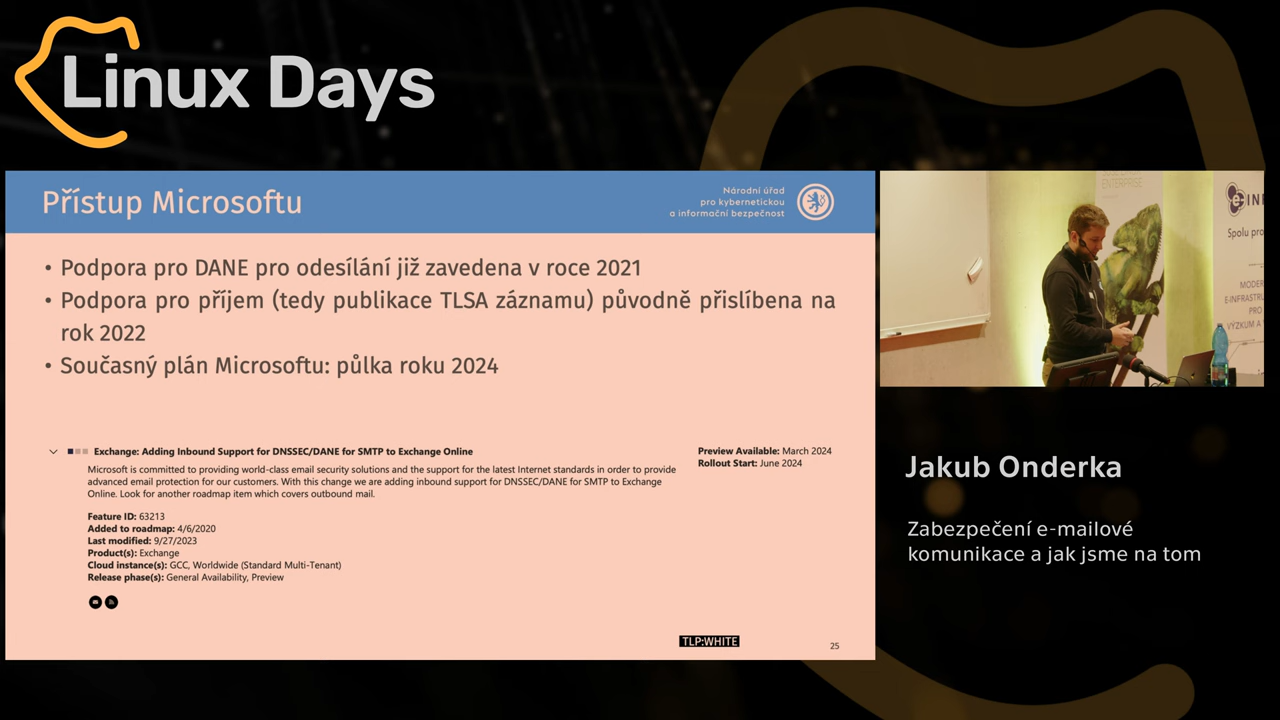 Linux Days
Přístup Microsoftu
Národní úřad
pro kybernetickou
a informační bezpečnost
• Podpora pro DANE pro odesílání již zavedena v roce 2021
• Podpora pro příjem (tedy publikace TLSA záznamu) původně přislíbena na
rok 2022
• Současný plán Microsoftu: půlka roku 2024
Exchange: Adding Inbound Support for DNSSEC/DANE for SMTP to Exchange Online
Microsoft is committed to providing world-class email security solutions and the support for the latest Internet standards in order to provide
advanced email protection for our customers. With this change we are adding inbound support for DNSSEC/DANE for SMTP to Exchange
Online. Look for another roadmap item which covers outbound mail.
Preview Available: March 2024
Rollout Start: June 2024
Feature ID: 63213
Added to roadmap: 4/6/2020
Last modified: 9/27/2023
Product(s): Exchange
Cloud instance(s): GCC, Worldwide (Standard Multi-Tenant)
Release phase(s): General Availability, Preview
TLP:WHITE
25
ENTERPRISE
Spolu pro
MODER
E-INFRASTRU
PRO
VÝZKUM A
Jakub Onderka
Zabezpečení e-mailové
komunikace a jak jsme na tom